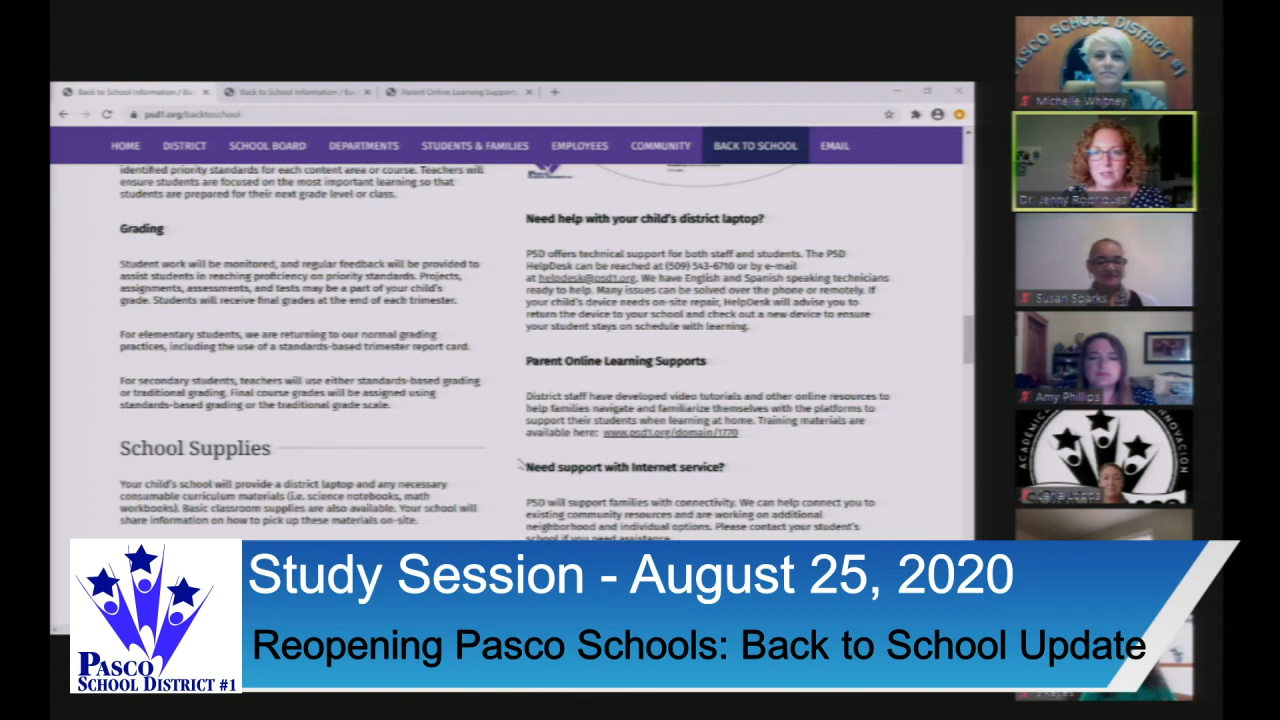 Back to School Information / Ba
Back to School Information / Ba
Parent Online Learning Support
psd1.org/backtoschool
HOME DISTRICT SCHOOL BOARD DEPARTMENTS STUDENTS & FAMILIES EMPLOYEES COMMUNITY BACK TO SCHOOL EMAIL
identified priority standards for each content area or course. Teachers will
ensure students are focused on the most important learning so that
students are prepared for their next grade level or class.
Grading
Student work will be monitored, and regular feedback will be provided to
assist students in reaching proficiency on priority standards. Projects,
assignments, assessments, and tests may be a part of your child's
grade. Students will receive final grades at the end of each trimester.
For elementary students, we are returning to our normal grading
practices, including the use of a standards-based trimester report card.
For secondary students, teachers will use either standards-based grading
or traditional grading. Final course grades will be assigned using
standards-based grading or the traditional grade scale.
School Supplies
Your child's school will provide a district laptop and any necessary
consumable curriculum materials (i.e. science notebooks, math
workbooks). Basic classroom supplies are also available. Your school will
share information on how to pick up these materials on-site.
Need help with your child's district laptop?
PSD offers technical support for both staff and students. The PSD
HelpDesk can be reached at (509) 543-6710 or by e-mail
at helpdesk@psd1.org. We have English and Spanish speaking technicians
ready to help. Many issues can be solved over the phone or remotely. If
your child's device needs on-site repair, HelpDesk will advise you to
return the device to your school and check out a new device to ensure
your student stays on schedule with learning.
Parent Online Learning Supports
District staff have developed video tutorials and other online resources to
help families navigate and familiarize themselves with the platforms to
support their students when learning at home. Training materials are
available here: www.psd1.org/domain/1770
Need support with Internet service?
PSD will support families with connectivity. We can help connect you to
existing community resources and are working on additional
neighborhood and individual options. Please contact your student's
school if you need assistance.
PASCO SCHOOL DISTRICT #1
Michelle Whitney
Dr. Jenny Rodriquez
Susan Sparks
Amy Phillips
Study Session - August 25, 2020
Reopening Pasco Schools: Back to School Update
PASCO
SCHOOL DISTRICT #1